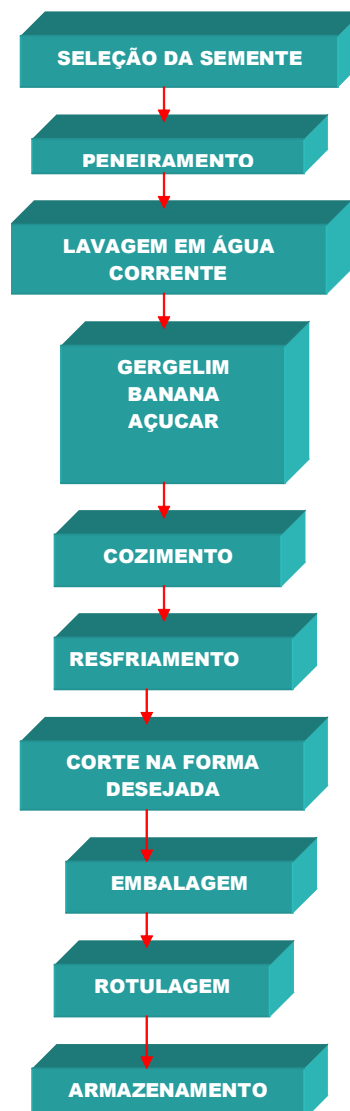 SELEÇÃO DA SEMENTE
PENEIRAMENTO
LAVAGEM EM ÁGUA
CORRENTE
GERGELIM
BANANA
AÇUCAR
COZIMENTO
RESFRIAMENTO
CORTE NA FORMA
DESEJADA
EMBALAGEM
ROTULAGEM
ARMAZENAMENTO